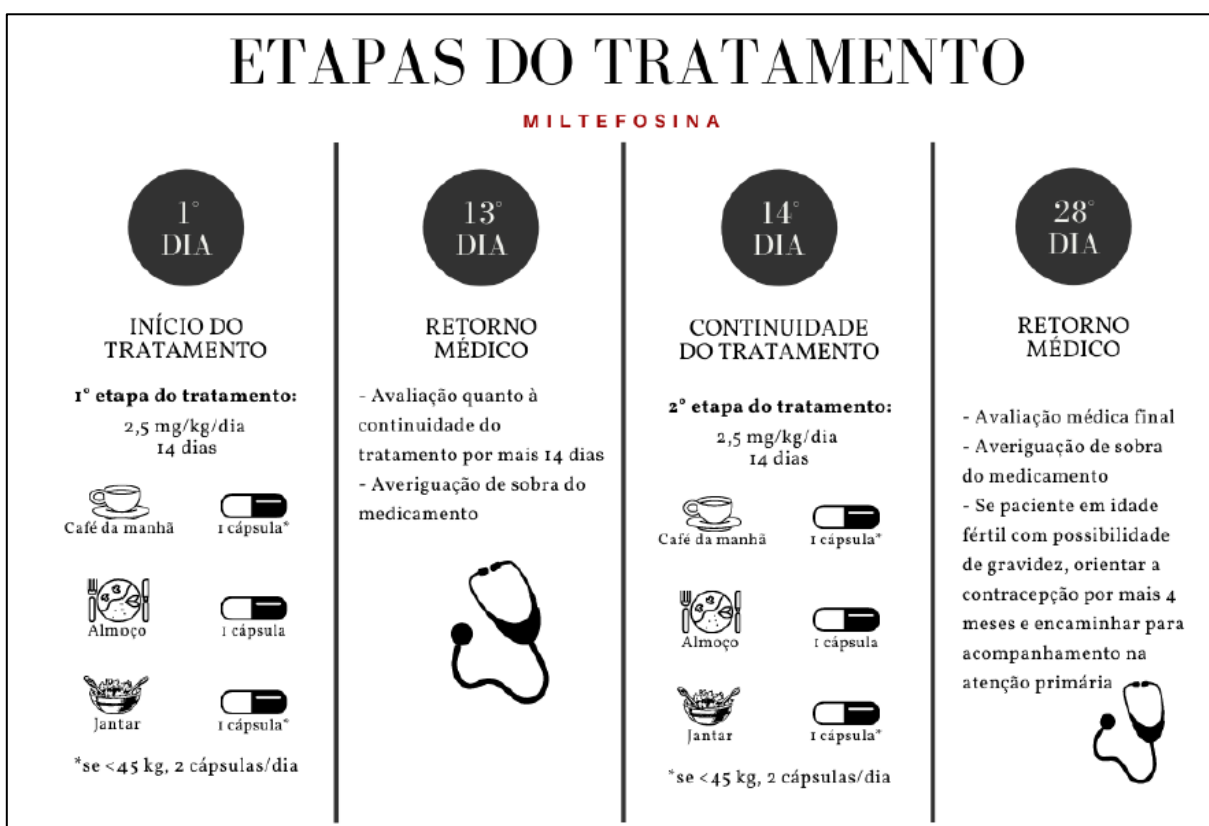 ETAPAS DO TRATAMENTO
MILTEFOSINA
1°
DIA
INÍCIO DO
TRATAMENTO
1° etapa do tratamento:
2,5 mg/kg/dia
14 dias
Café da manhã
1 cápsula*
Almoço
1 cápsula
Jantar
1 cápsula*
*se <45 kg, 2 cápsulas/dia
13°
DIA
RETORNO
MÉDICO
- Avaliação quanto à
continuidade do
tratamento por mais 14 dias
- Averiguação de sobra do
medicamento
14°
DIA
CONTINUIDADE
DO TRATAMENTO
2° etapa do tratamento:
2,5 mg/kg/dia
14 dias
Café da manhã
1 cápsula*
Almoço
1 cápsula
Jantar
1 cápsula*
*se <45 kg, 2 cápsulas/dia
28°
DIA
RETORNO
MÉDICO
- Avaliação médica final
- Averiguação de sobra
do medicamento
- Se paciente em idade
fértil com possibilidade
de gravidez, orientar a
contracepção por mais 4
meses e encaminhar para
acompanhamento na
atenção primária